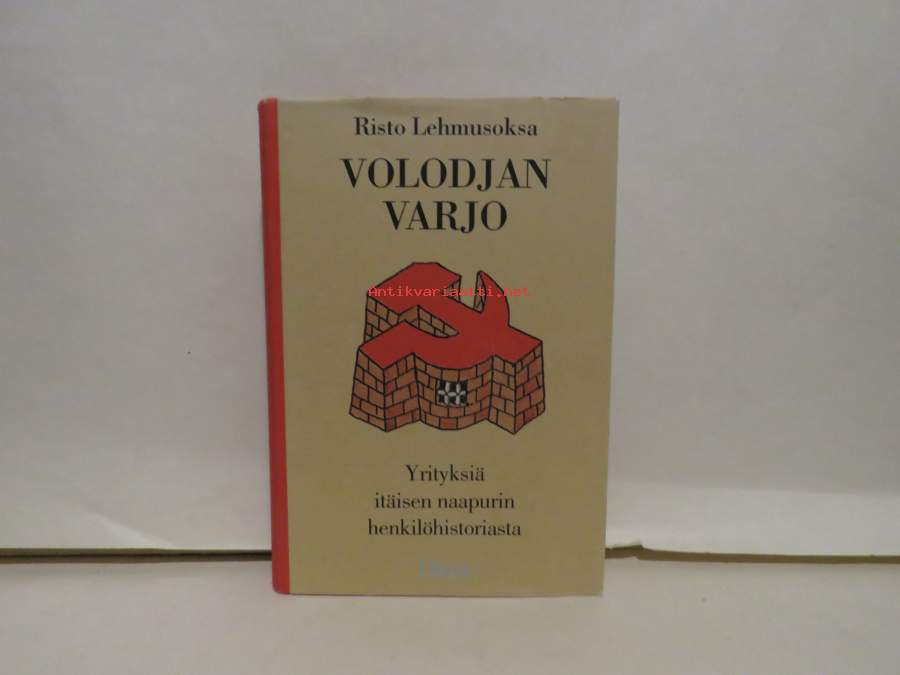 Risto Lehmusoksa
VOLODJAN
VARJO
Antikvariaatti.net
Yrityksiä
itäisen naapurin
henkilöhistoriasta